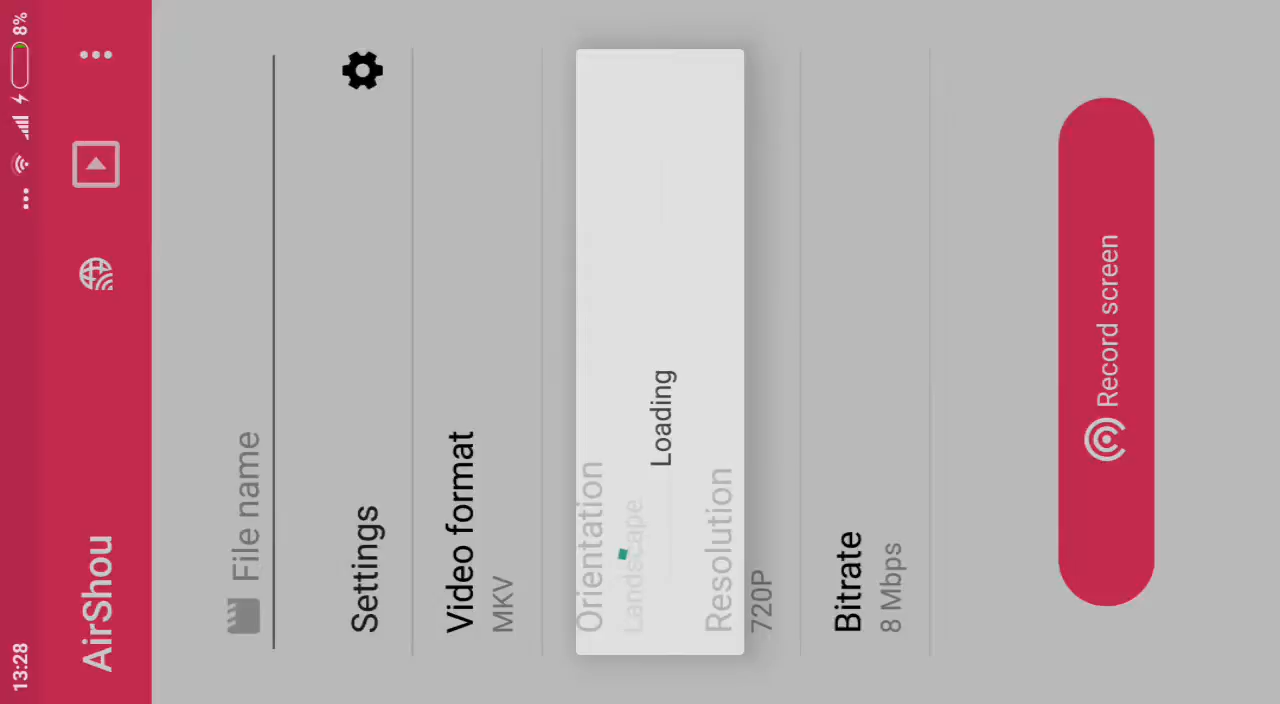 13:28
8%
AirShou
File name
Settings
Video format
MKV
Orientation
Landscape
Loading
Resolution
720P
Bitrate
8 Mbps
Record screen